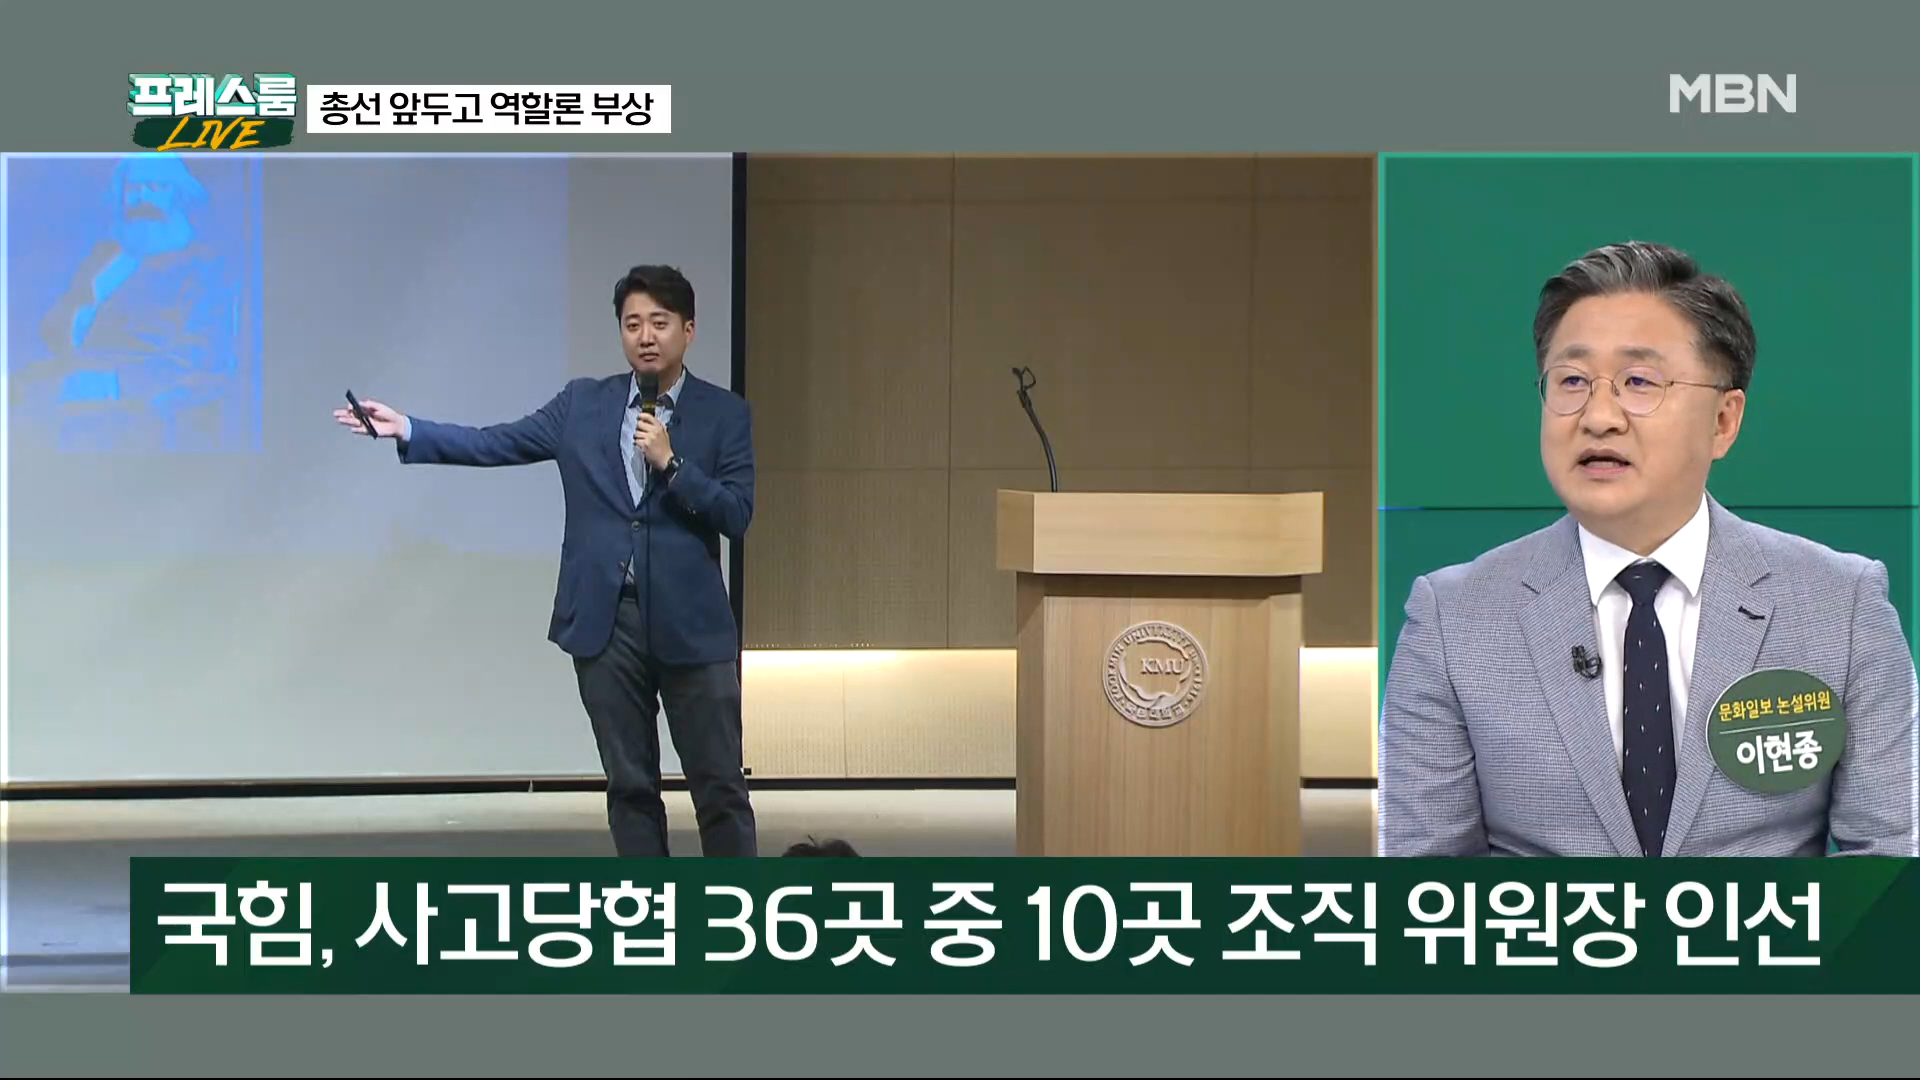 프레스룸
LIVE
총선 앞두고 역할론 부상
MBN
KMU
문화일보 논설위원
이현종
국힘, 사고당협 36곳 중 10곳 조직 위원장 인선